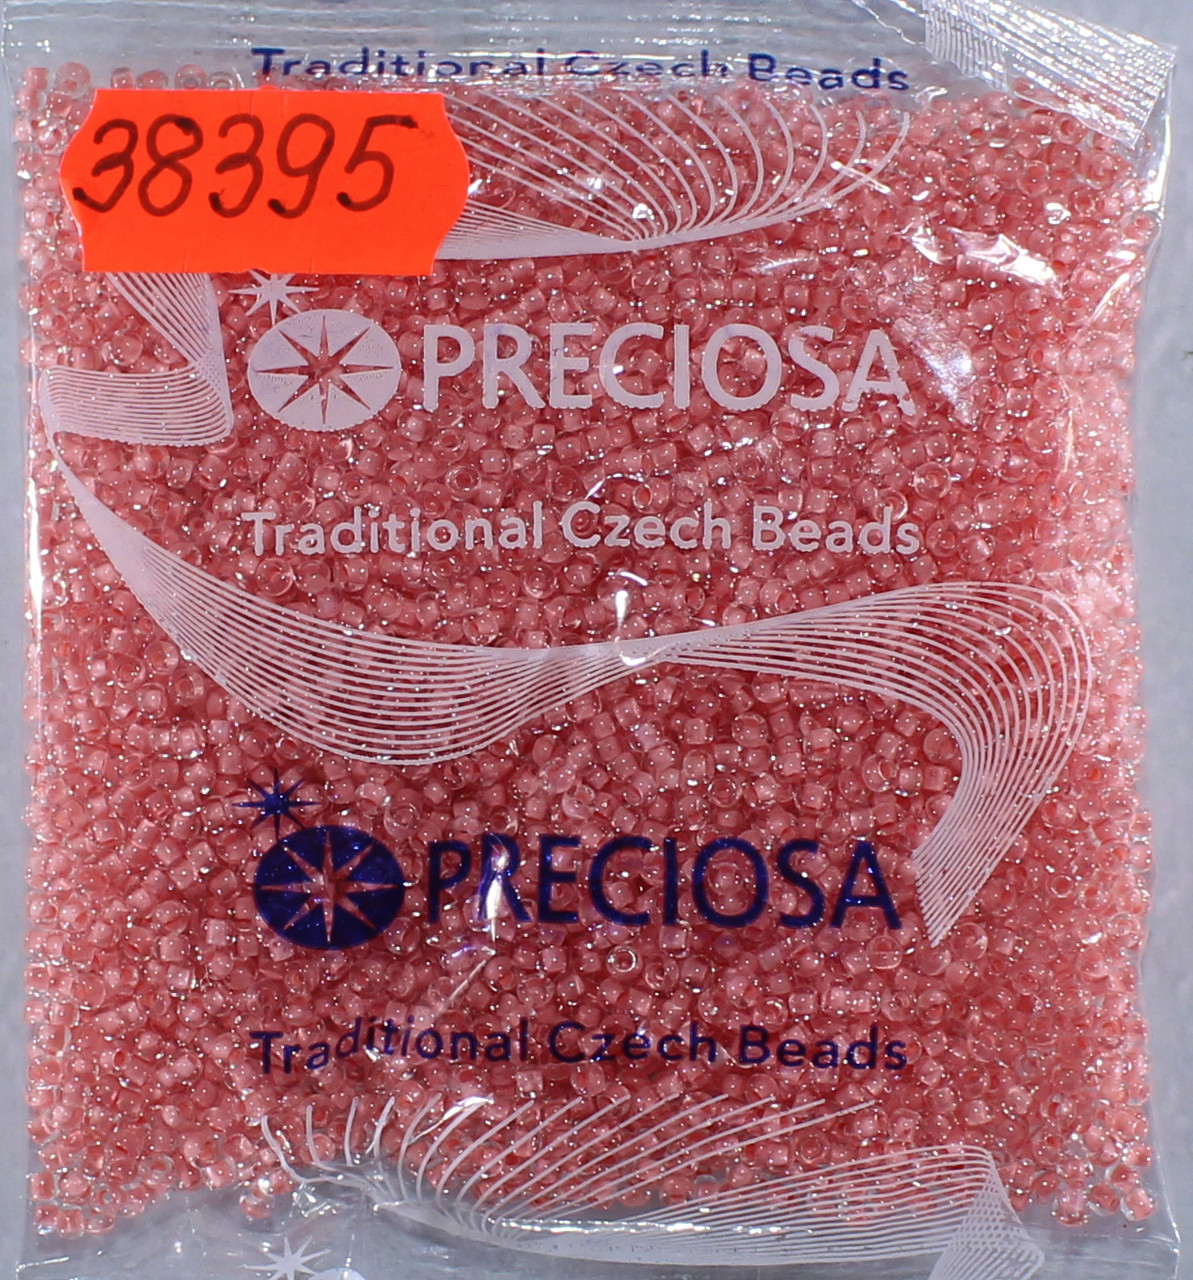 Traditional Czech Beads
38395
PRECIOSA
Traditional Czech Beads
PRECIOSA
Traditional Czech Beads